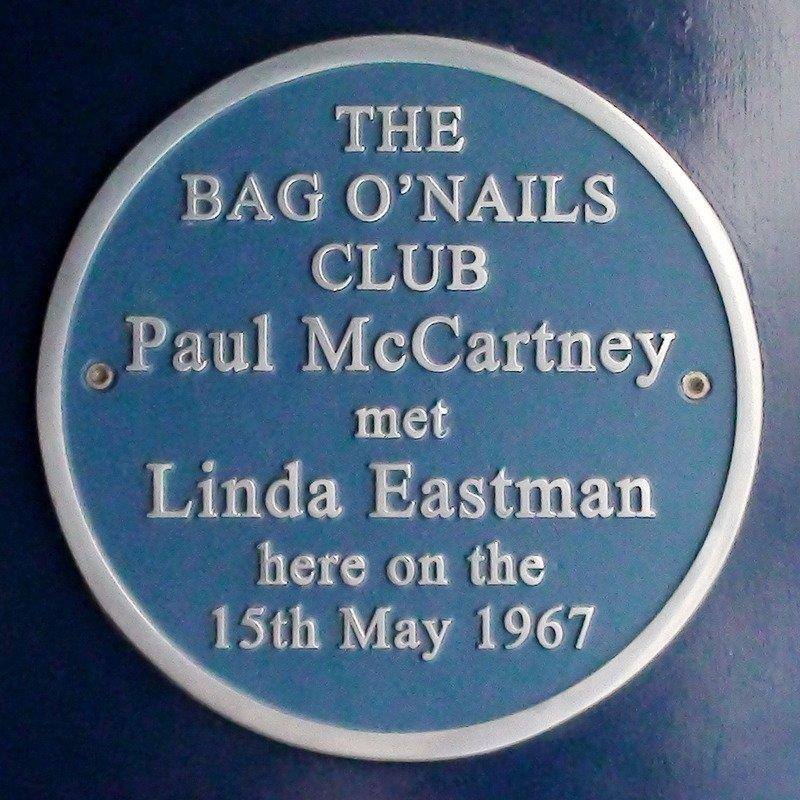 THE
BAG O’NAILS
CLUB
Paul McCartney
met
Linda Eastman
here on the
15th May 1967